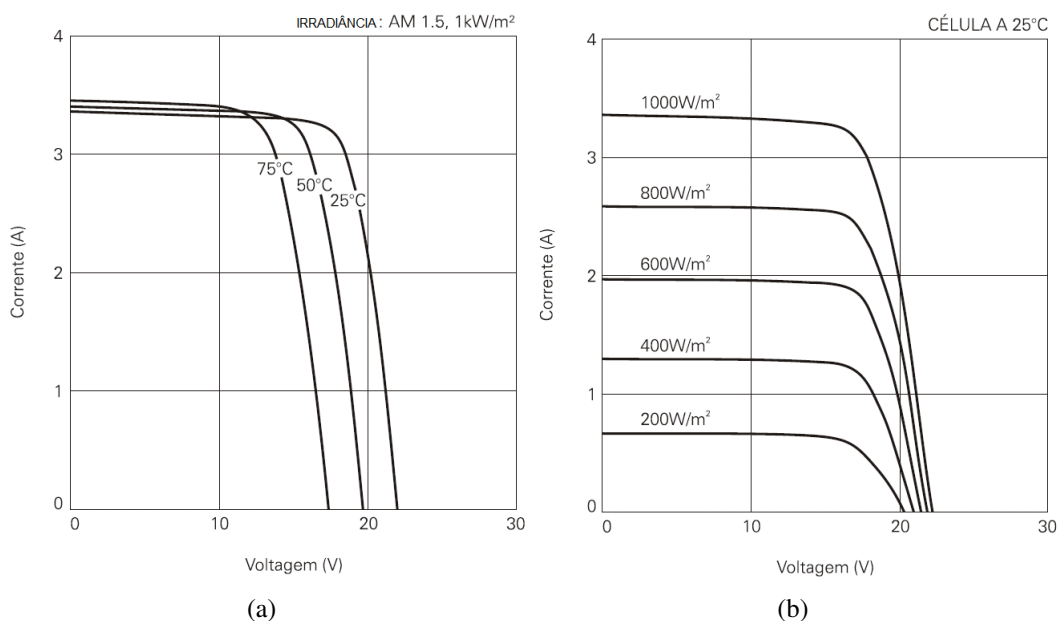 IRRADIÂNCIA: AM 1.5, 1kW/m²
4
3
2
1
0
0
10
20
30
75°C
50°C
25°C
Corrente (A)
Voltagem (V)
(a)
CÉLULA A 25°C
4
3
2
1
0
0
10
20
30
1000W/m²
800W/m²
600W/m²
400W/m²
200W/m²
Corrente (A)
Voltagem (V)
(b)